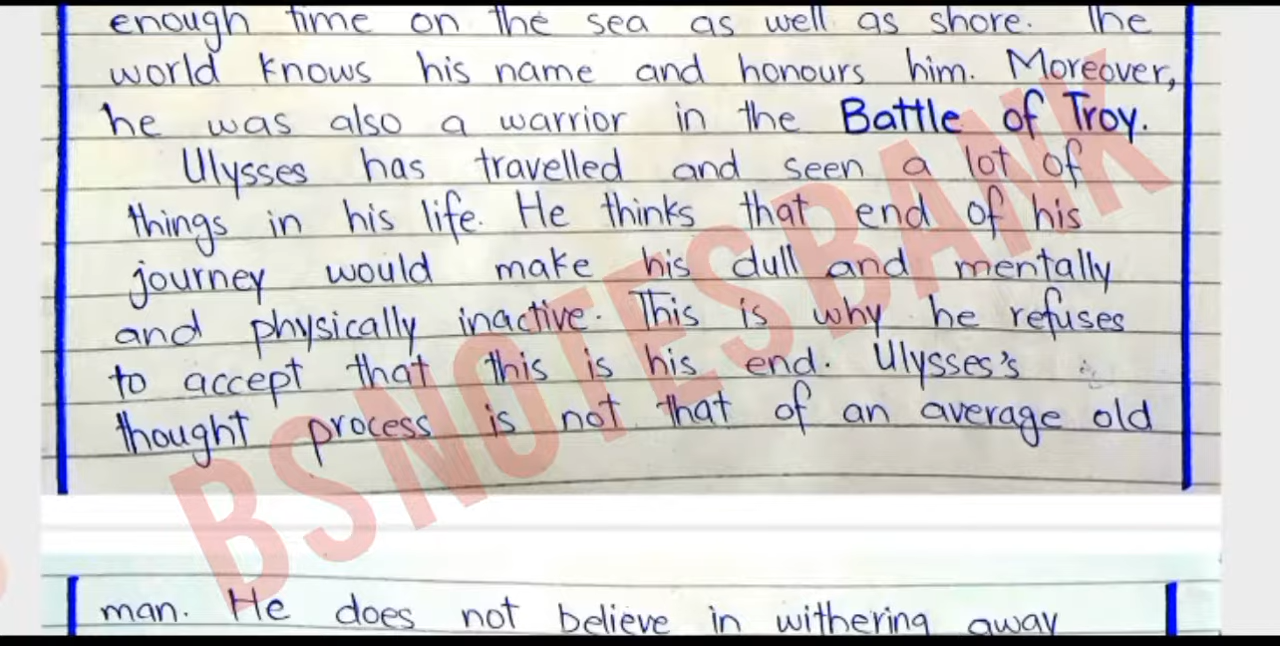 enough time on the sea as well as shore. The
world knows his name and honours him. Moreover,
he was also a warrior in the Battle of Troy.
Ulysses has travelled and seen a lot of
things in his life. He thinks that end of his
journey would make his dull and mentally
and physically inactive. This is why he refuses
to accept that this is his end. Ulysses's
thought process is not that of an average old
BSNOTESBANK
man. He does not believe in withering away